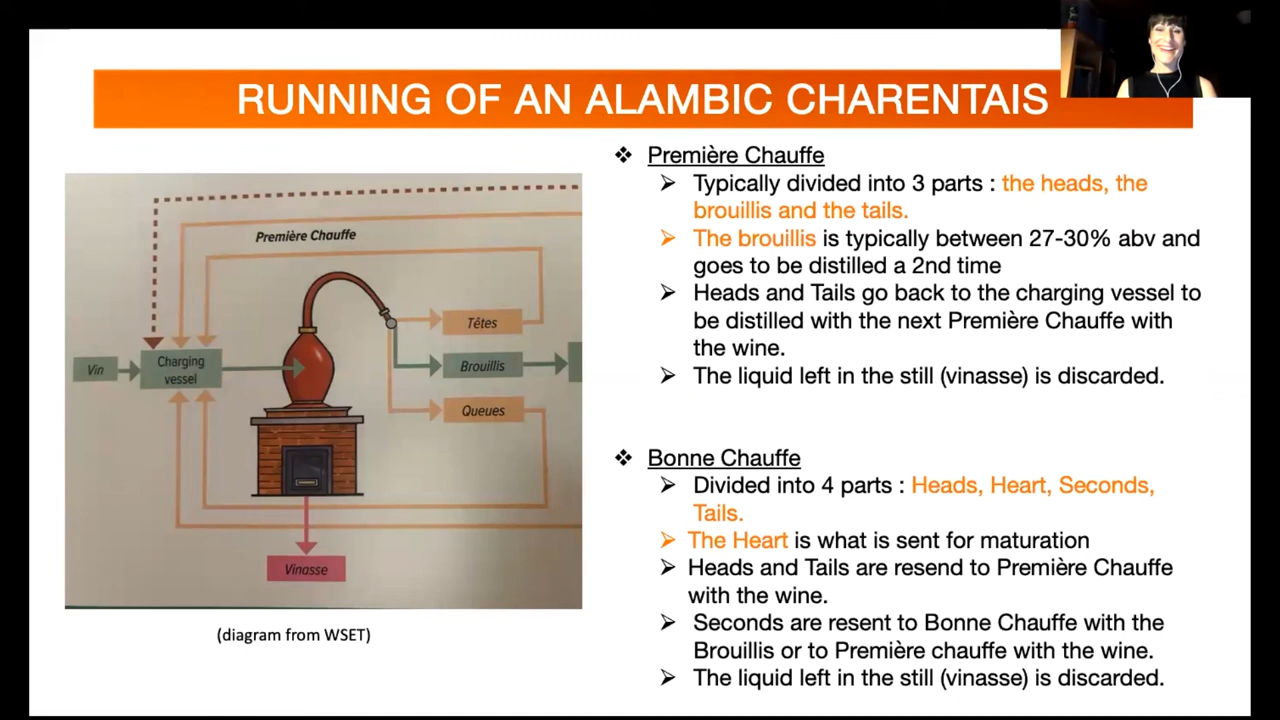 RUNNING OF AN ALAMBIC CHARENTAIS
Première Chauffe
Têtes
Vin
Charging
vessel
Brouillis
Queues
Vinasse
(diagram from WSET)
❖ Première Chauffe
➢ Typically divided into 3 parts : the heads, the
brouillis and the tails.
➢ The brouillis is typically between 27-30% abv and
goes to be distilled a 2nd time
➢ Heads and Tails go back to the charging vessel to
be distilled with the next Première Chauffe with
the wine.
➢ The liquid left in the still (vinasse) is discarded.
❖ Bonne Chauffe
➢ Divided into 4 parts : Heads, Heart, Seconds,
Tails.
➢ The Heart is what is sent for maturation
➢ Heads and Tails are resend to Première Chauffe
with the wine.
➢ Seconds are resent to Bonne Chauffe with the
Brouillis or to Première chauffe with the wine.
➢ The liquid left in the still (vinasse) is discarded.